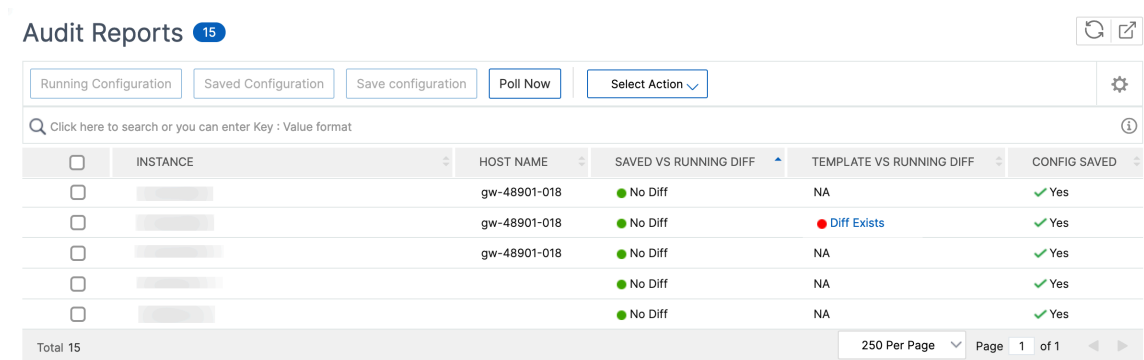 Audit Reports 15
Running Configuration Saved Configuration Save configuration Poll Now Select Action
Click here to search or you can enter Key : Value format
INSTANCE HOST NAME SAVED VS RUNNING DIFF TEMPLATE VS RUNNING DIFF CONFIG SAVED
gw-48901-018 No Diff NA Yes
gw-48901-018 No Diff Diff Exists Yes
gw-48901-018 No Diff NA Yes
No Diff NA Yes
No Diff NA Yes
Total 15 250 Per Page Page 1 of 1